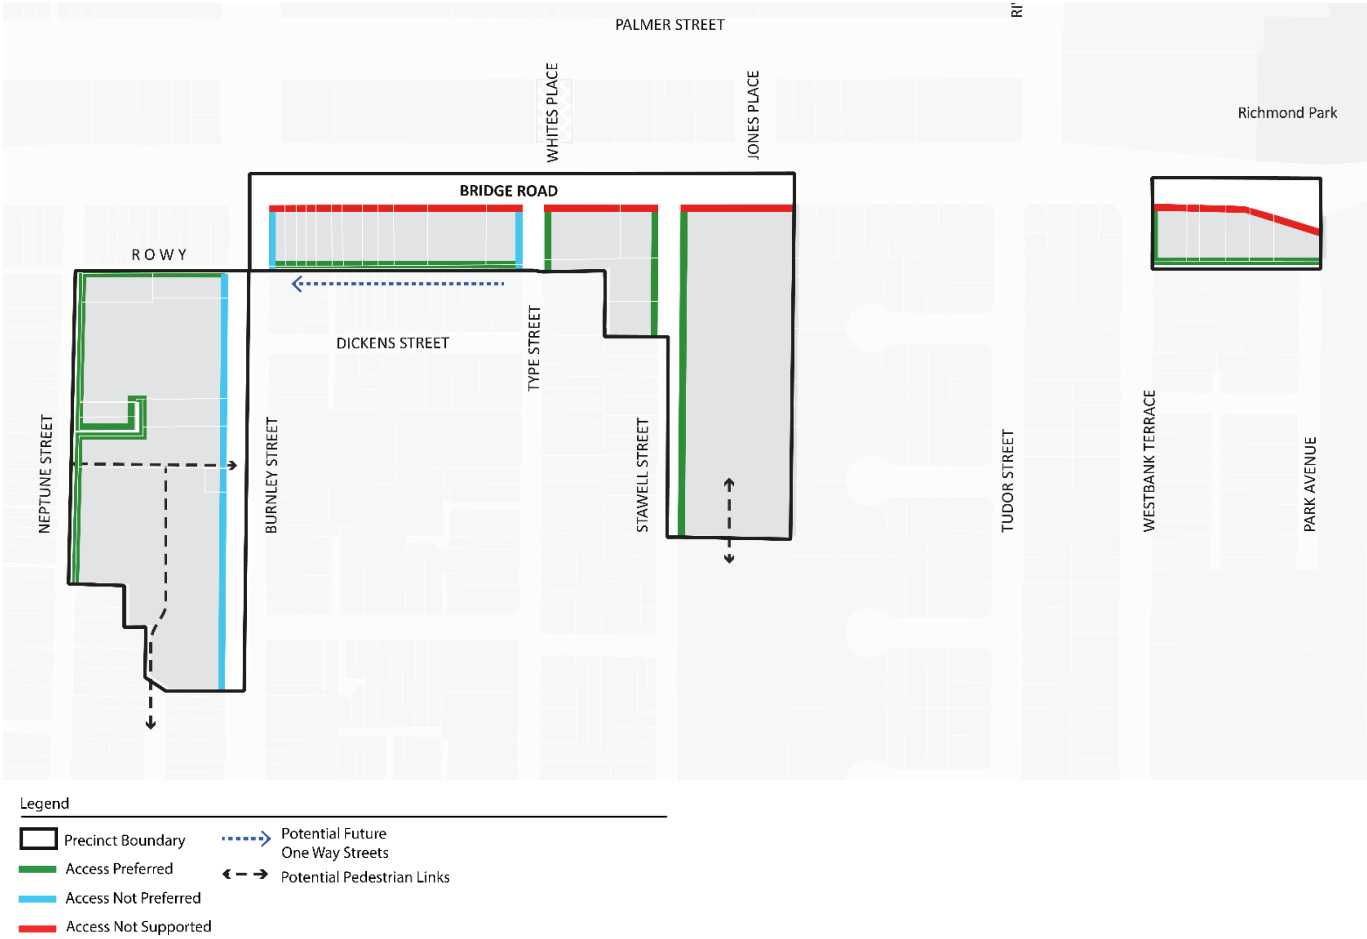 PALMER STREET
RI
WHITES PLACE
JONES PLACE
Richmond Park
BRIDGE ROAD
R O W Y
DICKENS STREET
TYPE STREET
NEPTUNE STREET
BURNLEY STREET
STAWELL STREET
TUDOR STREET
WESTBANK TERRACE
PARK AVENUE
Legend
Precinct Boundary
Access Preferred
Access Not Preferred
Access Not Supported
Potential Future
One Way Streets
Potential Pedestrian Links